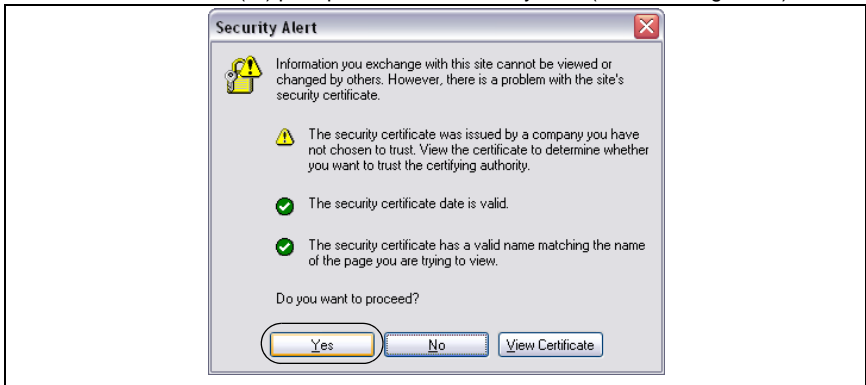 Security Alert
Information you exchange with this site cannot be viewed or
changed by others. However, there is a problem with the site's
security certificate.
The security certificate was issued by a company you have
not chosen to trust. View the certificate to determine whether
you want to trust the certifying authority.
The security certificate date is valid.
The security certificate has a valid name matching the name
of the page you are trying to view.
Do you want to proceed?
Yes No View Certificate